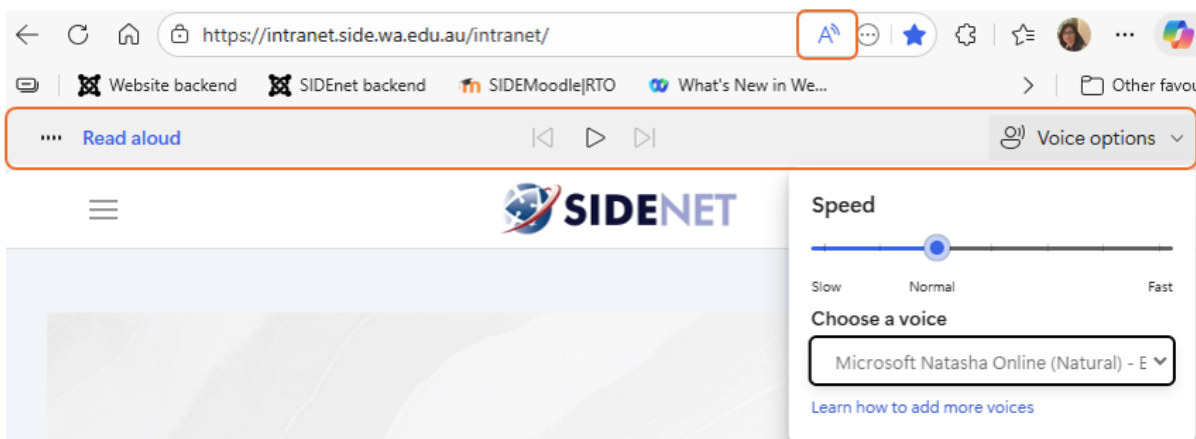 https://intranet.side.wa.edu.au/intranet/ A
Website backend SIDEnet backend SIDEMoodle|RTO What's New in We... Other favou
Read aloud Voice options
SIDENET
Speed
Slow Normal Fast
Choose a voice
Microsoft Natasha Online (Natural) - E
Learn how to add more voices